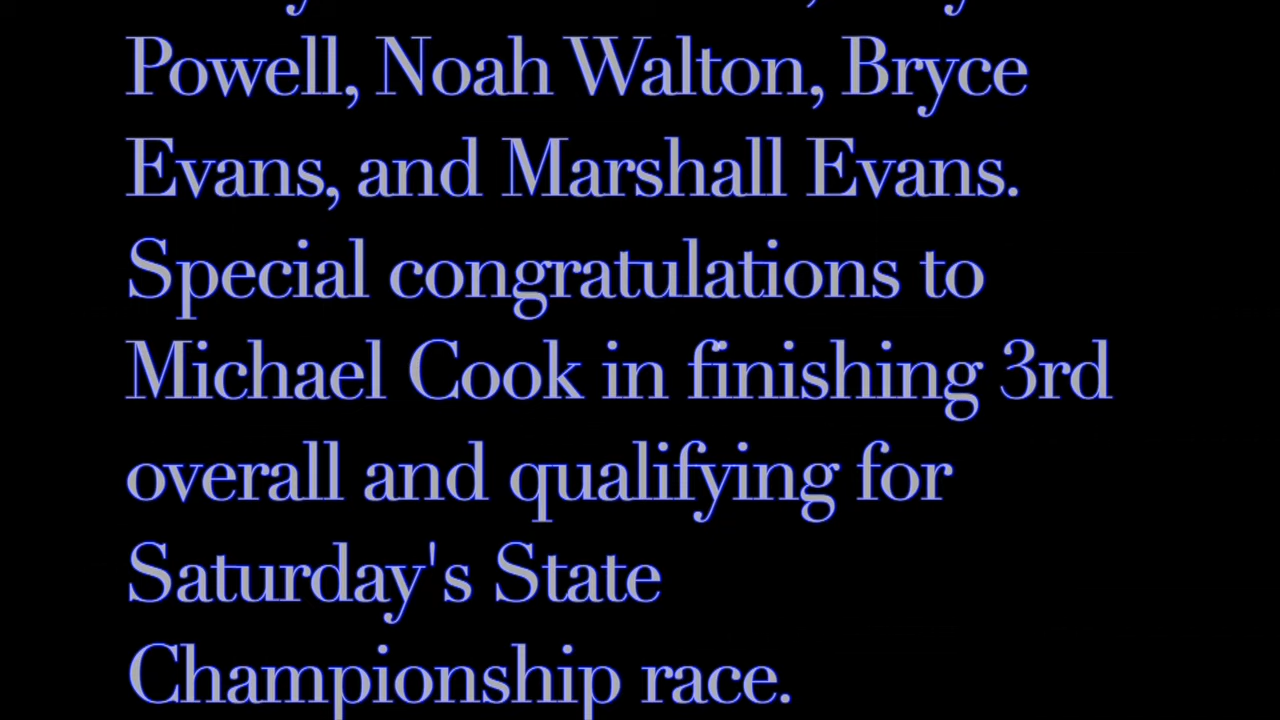 Powell, Noah Walton, Bryce
Evans, and Marshall Evans.
Special congratulations to
Michael Cook in finishing 3rd
overall and qualifying for
Saturday's State
Championship race.